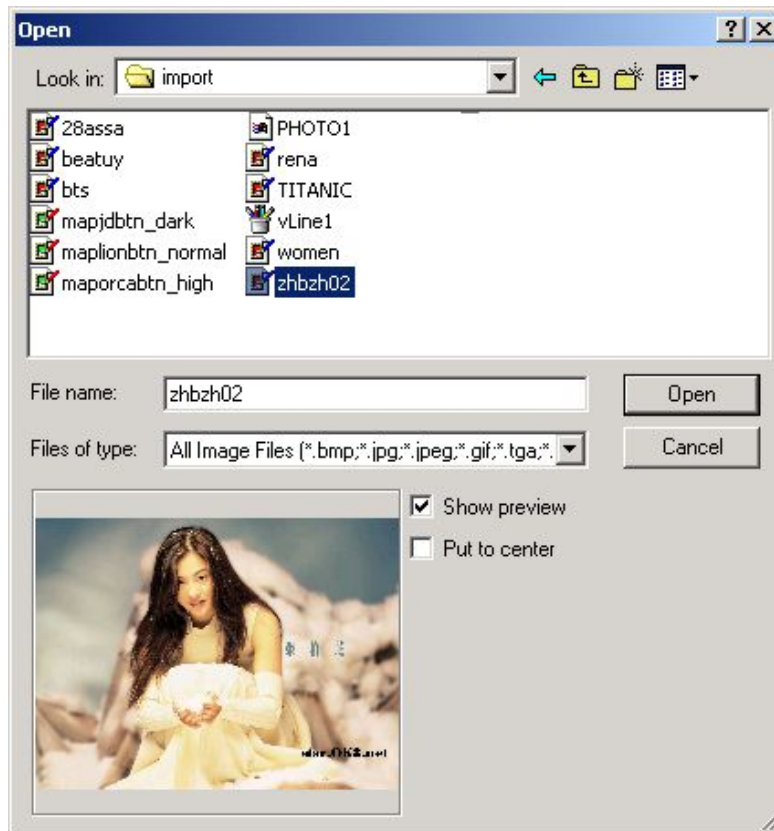 Open
Look in: import
28assa
beatuy
bts
mapjdbtn_dark
maplionbtn_normal
maporcabtn_high
PHOTO1
rena
TITANIC
vLine1
women
zhbzh02
File name: zhbzh02 Open
Files of type: All Image Files (*.bmp;*.jpg;*.jpeg;*.gif;*.tga;*. Cancel
Show preview
Put to center